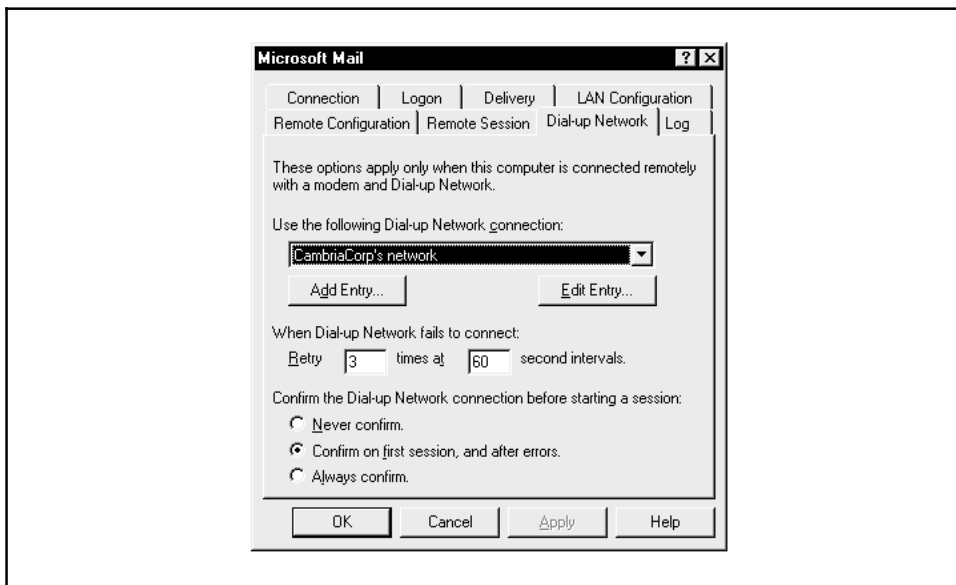 Microsoft Mail
Connection Logon Delivery LAN Configuration
Remote Configuration Remote Session Dial-up Network Log
These options apply only when this computer is connected remotely
with a modem and Dial-up Network.
Use the following Dial-up Network connection:
CambriaCorp's network
Add Entry... Edit Entry...
When Dial-up Network fails to connect:
Retry 3 times at 60 second intervals.
Confirm the Dial-up Network connection before starting a session:
Never confirm.
Confirm on first session, and after errors.
Always confirm.
OK Cancel Apply Help